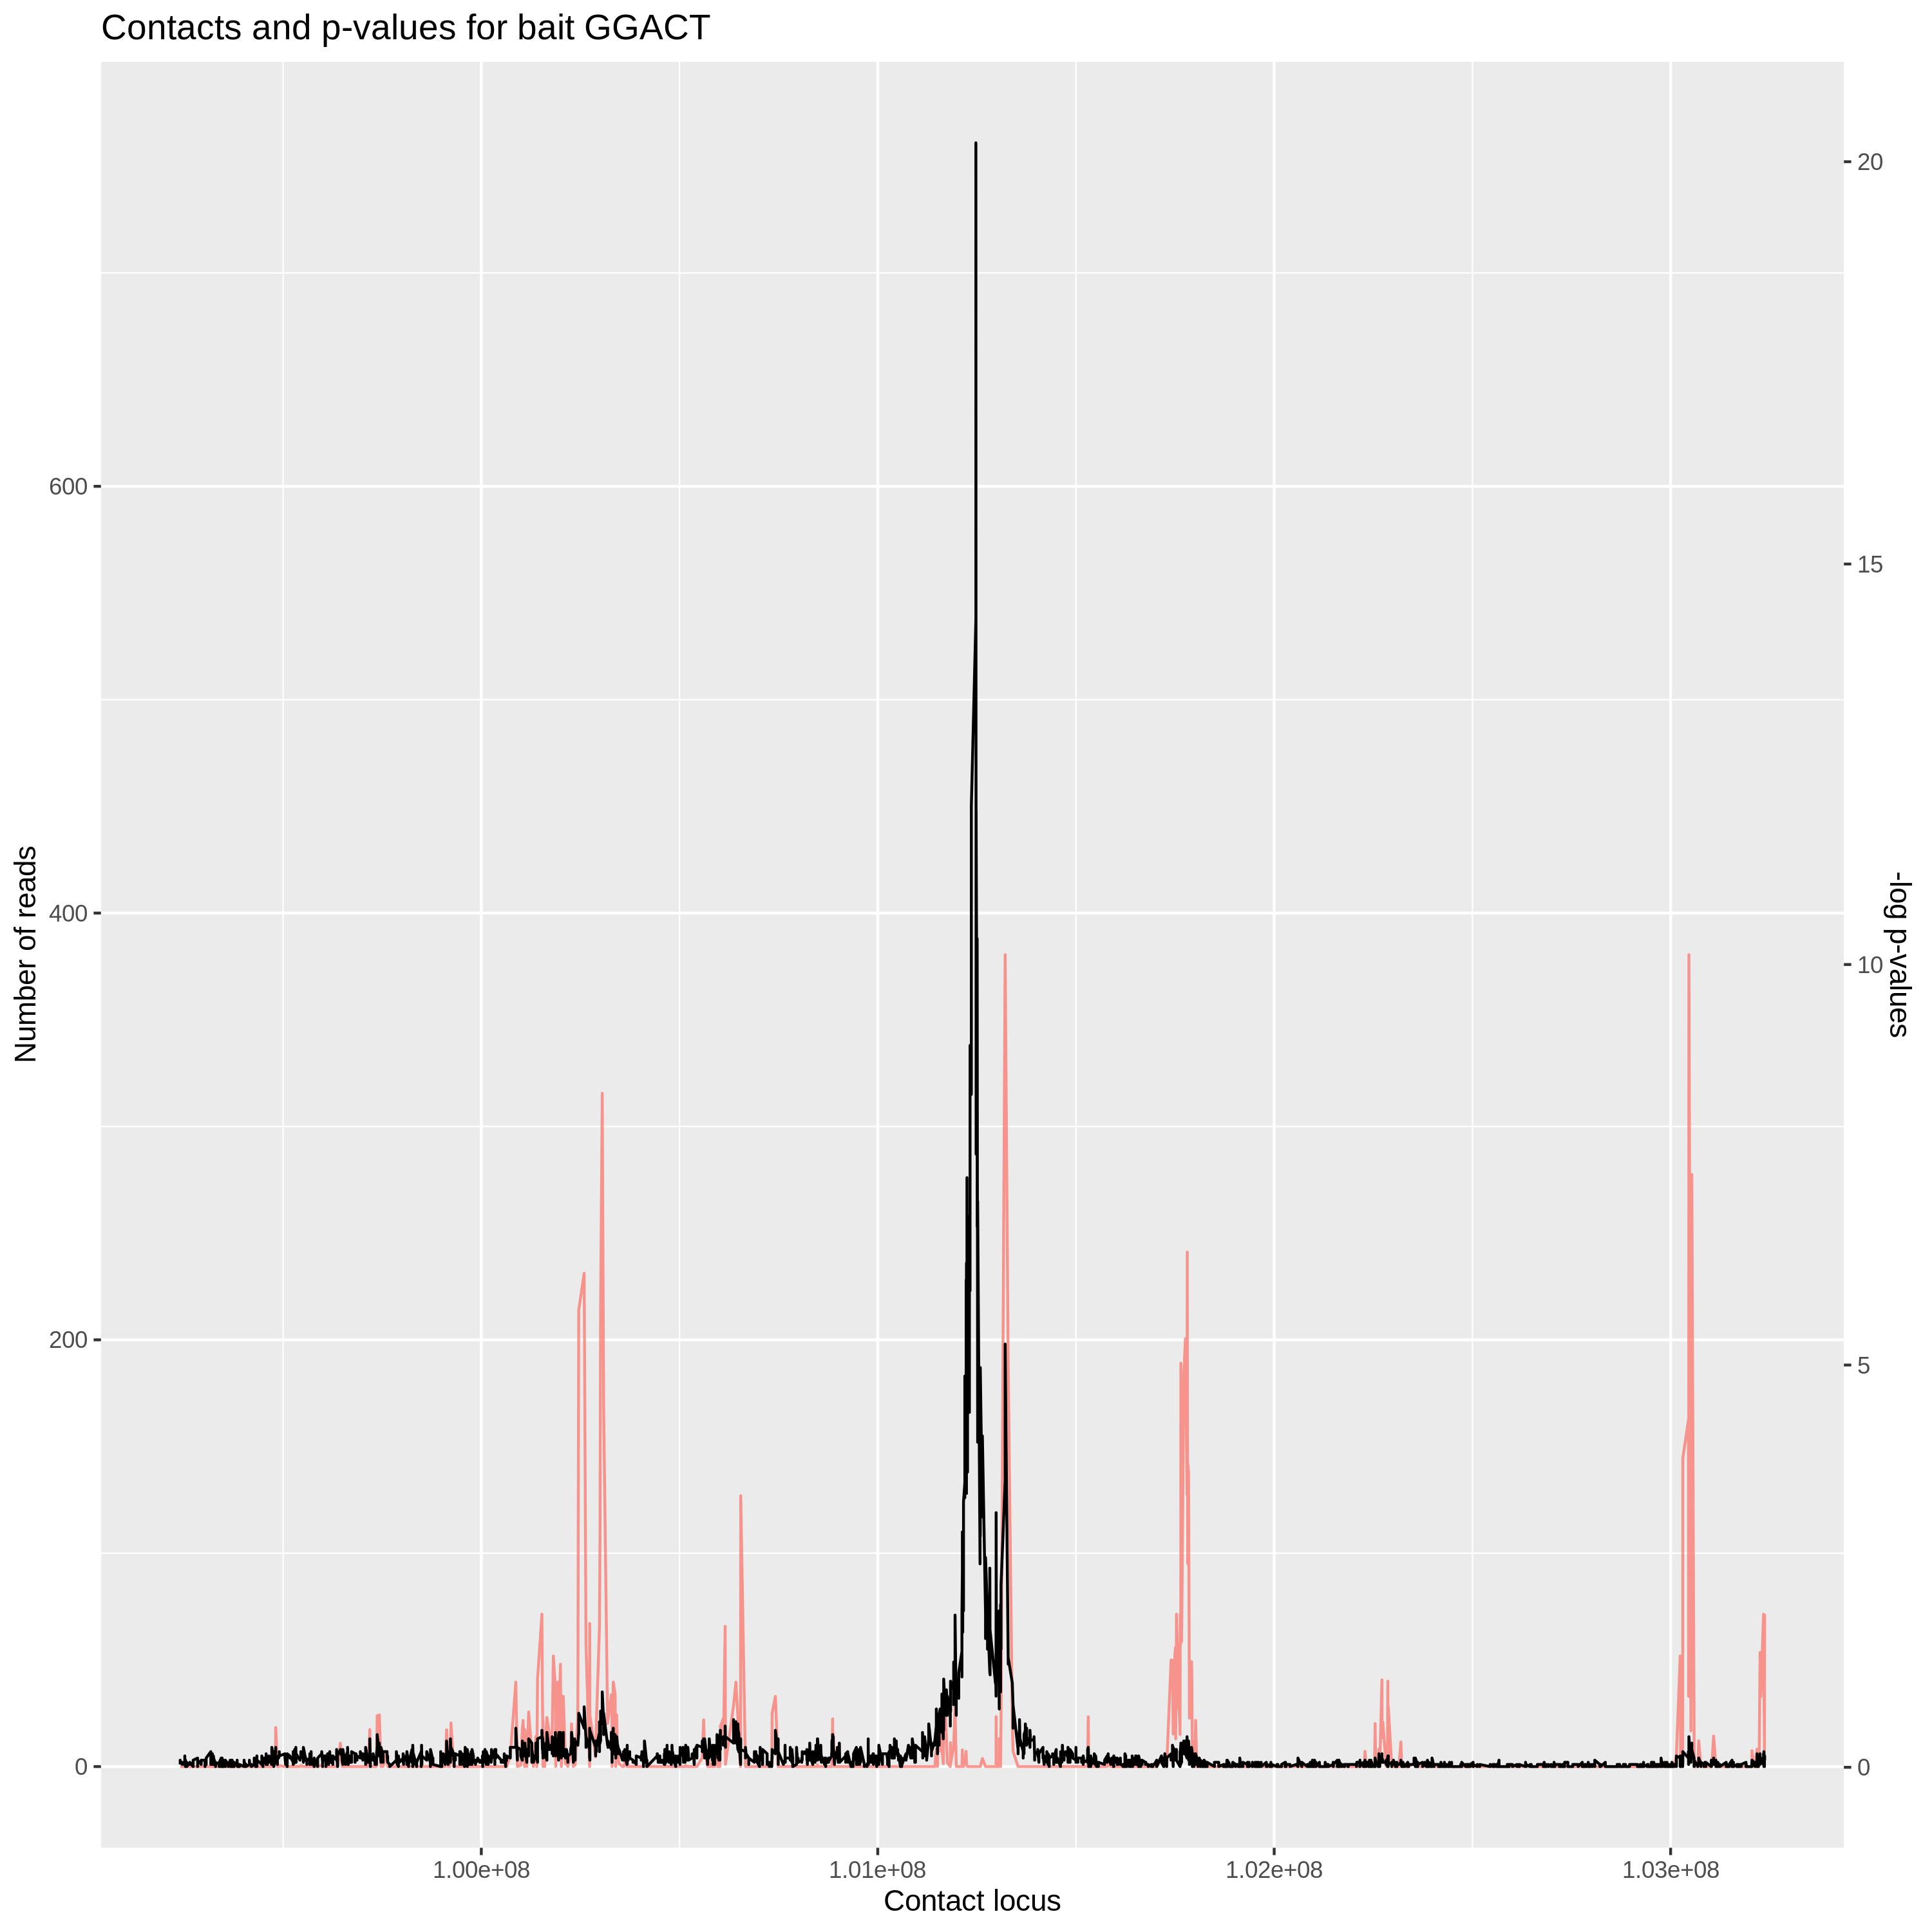 Contacts and p-values for bait GGACT
Number of reads
600
400
200
0
20
15
10
5
0
-log p-values
1.00e+08
1.01e+08
1.02e+08
1.03e+08
Contact locus